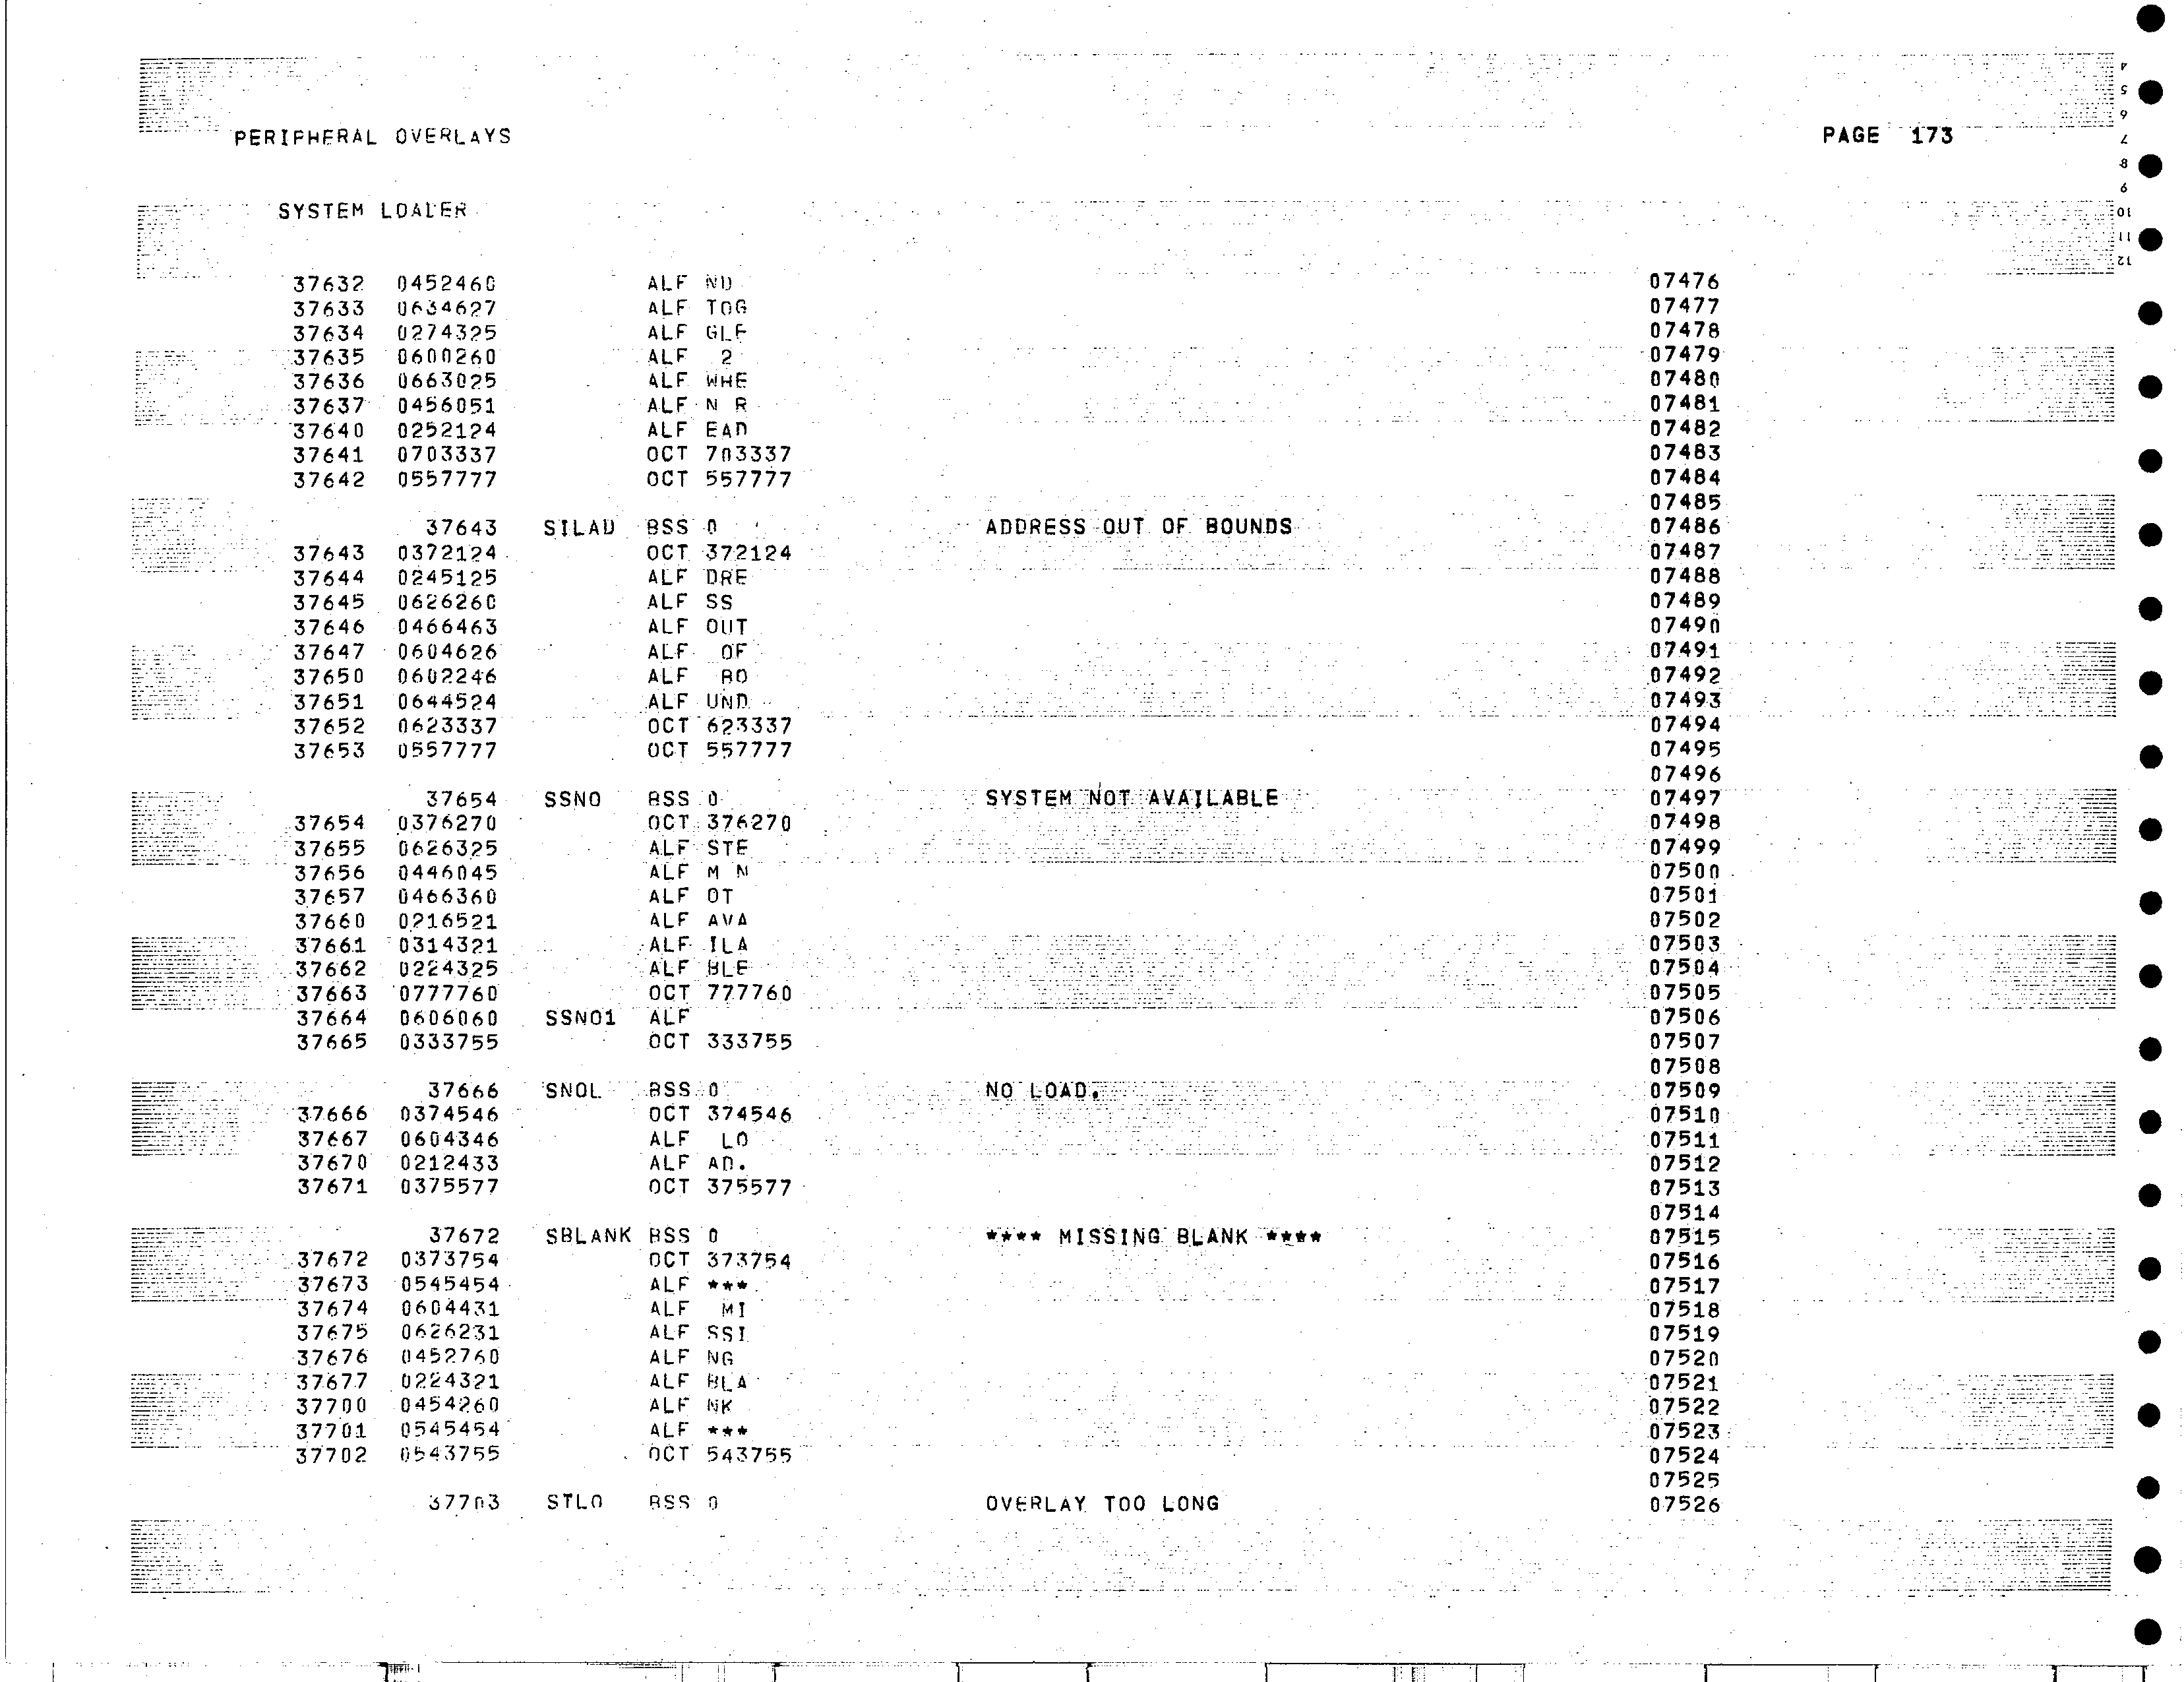 PERIPHERAL OVERLAYS PAGE 173
SYSTEM LOADER
37632 0452460 ALF ND 07476
37633 0634627 ALF TOG 07477
37634 0274325 ALF GLE 07478
37635 0600260 ALF  2 07479
37636 0663025 ALF WHE 07480
37637 0456051 ALF N R 07481
37640 0252124 ALF EAD 07482
37641 0703337 OCT 703337 07483
37642 0557777 OCT 557777 07484
07485
37643 SILAD BSS 0 ADDRESS OUT OF BOUNDS 07486
37643 0372124 OCT 372124 07487
37644 0245125 ALF DRE 07488
37645 0626260 ALF SS 07489
37646 0466463 ALF OUT 07490
37647 0604626 ALF  OF 07491
37650 0602246 ALF  BO 07492
37651 0644524 ALF UND 07493
37652 0623337 OCT 623337 07494
37653 0557777 OCT 557777 07495
07496
37654 SSNO BSS 0 SYSTEM NOT AVAILABLE 07497
37654 0376270 OCT 376270 07498
37655 0626325 ALF STE 07499
37656 0446045 ALF M N 07500
37657 0466360 ALF OT 07501
37660 0216521 ALF AVA 07502
37661 0314321 ALF ILA 07503
37662 0224325 ALF BLE 07504
37663 0777760 OCT 777760 07505
37664 0606060 SSNO1 ALF 07506
37665 0333755 OCT 333755 07507
07508
37666 SNOL BSS 0 NO LOAD. 07509
37666 0374546 OCT 374546 07510
37667 0604346 ALF  LO 07511
37670 0212433 ALF AD. 07512
37671 0375577 OCT 375577 07513
07514
37672 SBLANK BSS 0 **** MISSING BLANK **** 07515
37672 0373754 OCT 373754 07516
37673 0545454 ALF *** 07517
37674 0604431 ALF  MI 07518
37675 0626231 ALF SSI 07519
37676 0452760 ALF NG 07520
37677 0224321 ALF BLA 07521
37700 0454260 ALF NK 07522
37701 0545454 ALF *** 07523
37702 0543755 OCT 543755 07524
07525
37703 STLO BSS 0 OVERLAY TOO LONG 07526
4
5
6
7
8
9
10
11
12